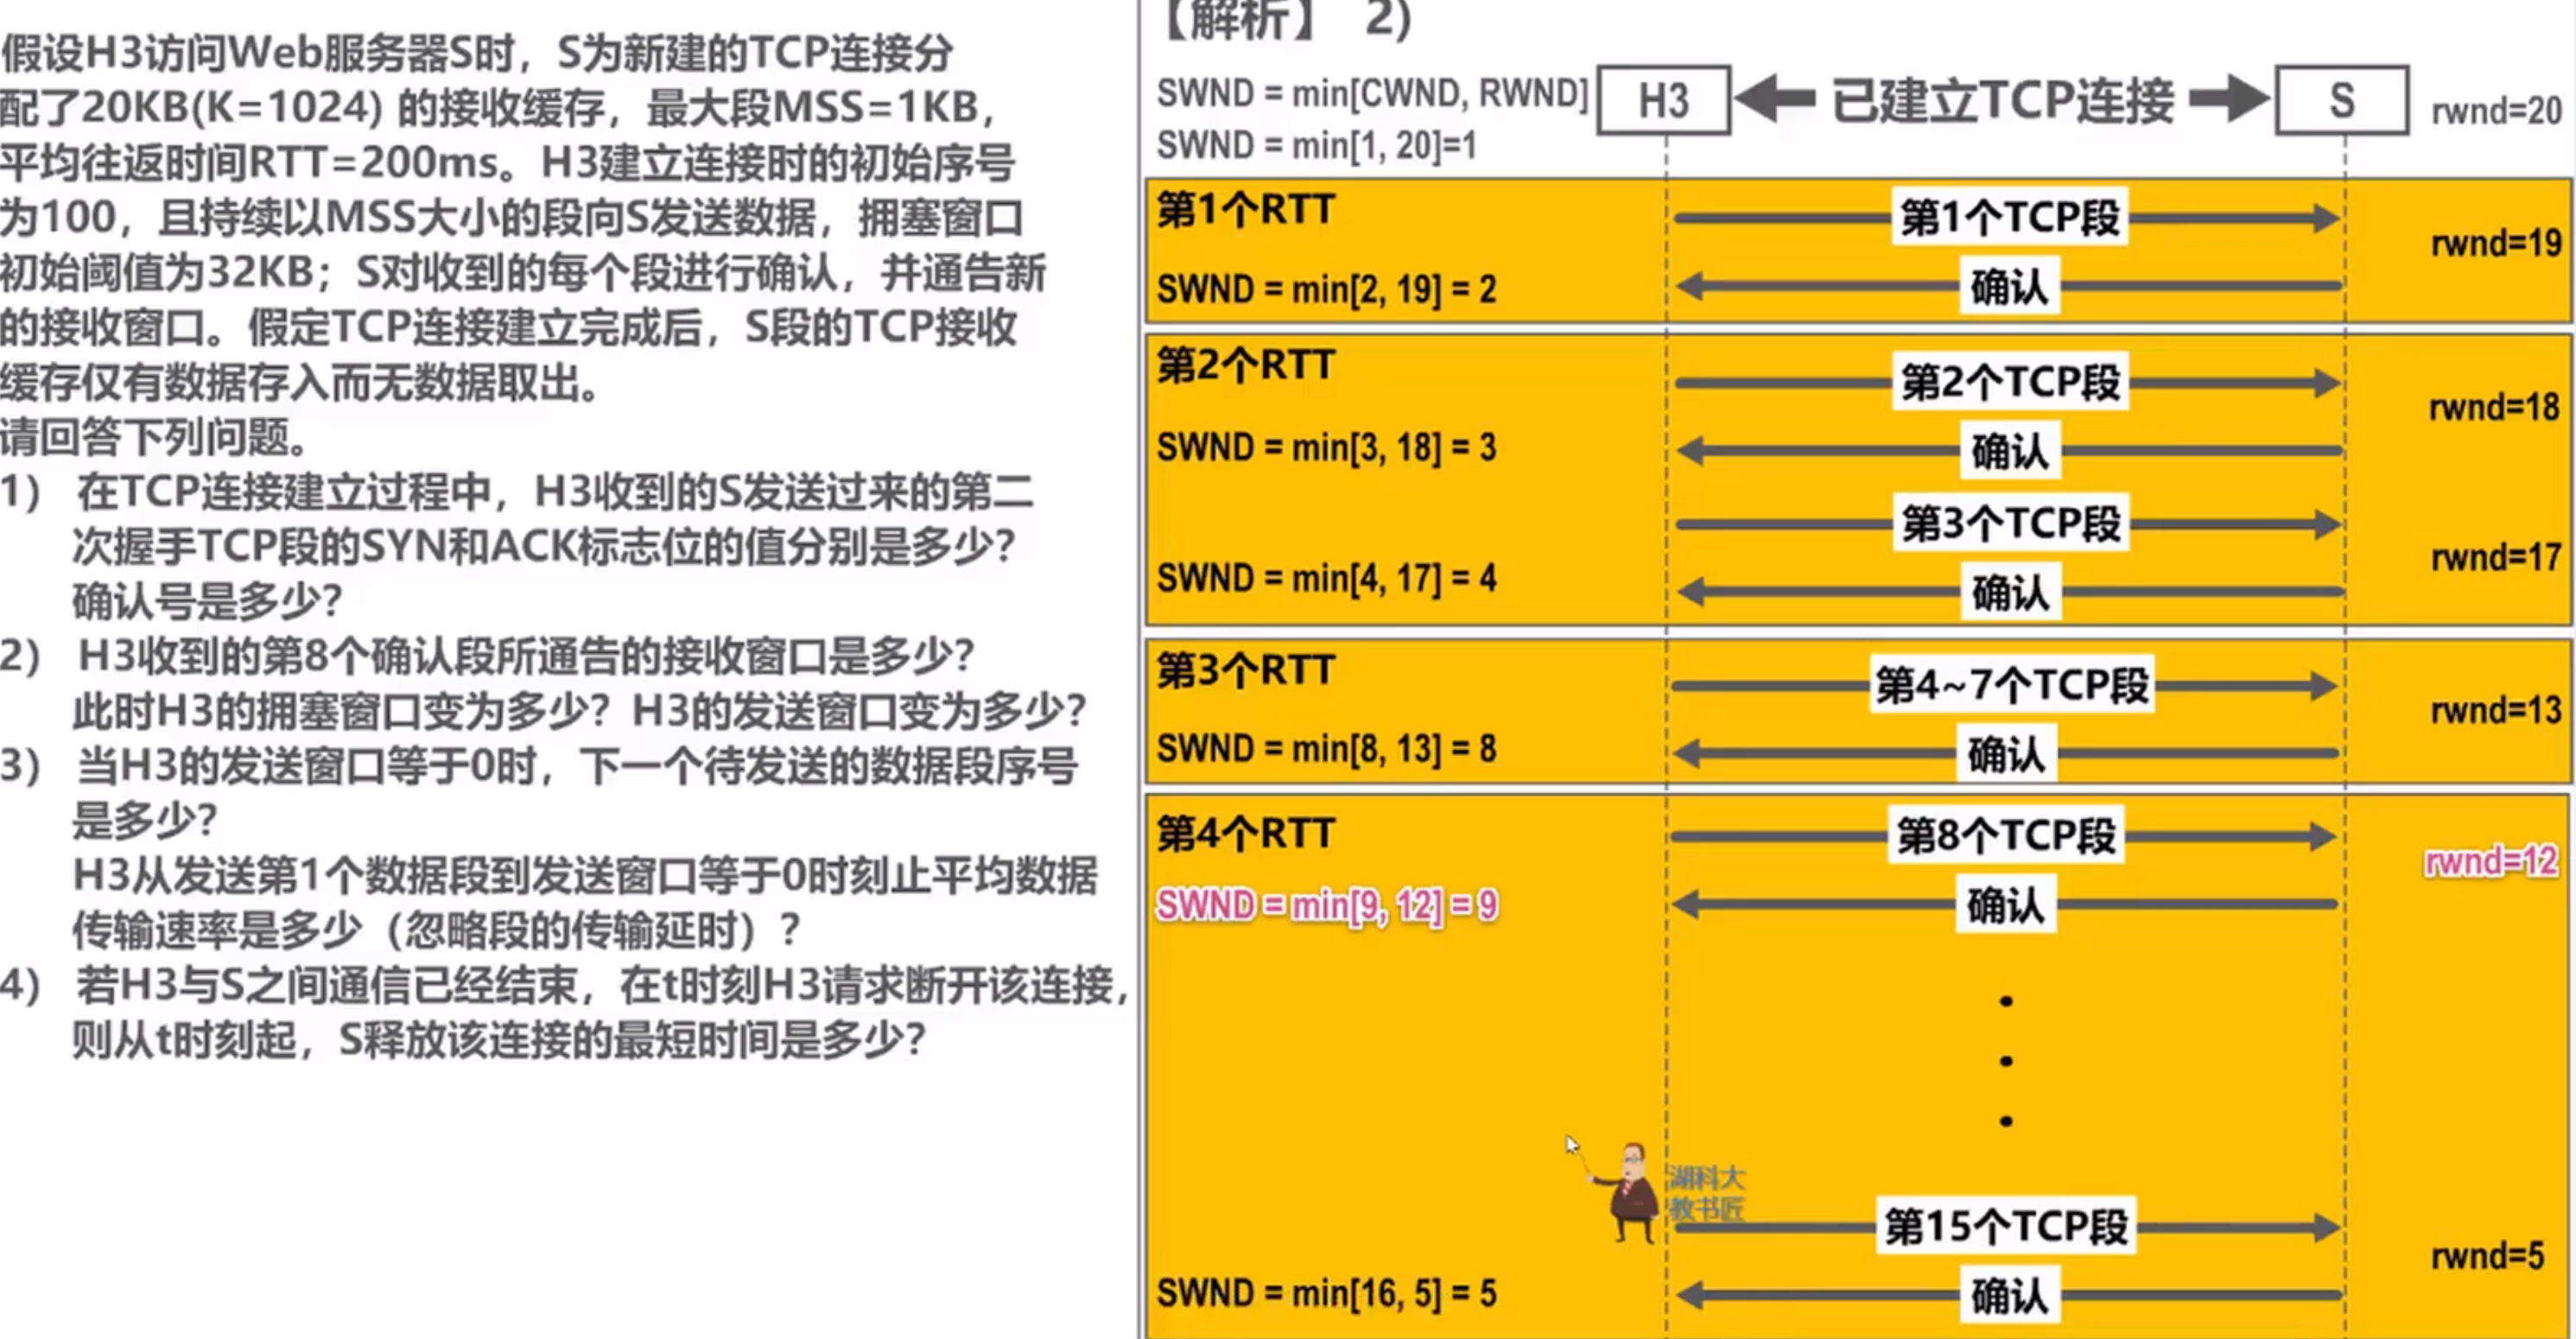 假设H3访问Web服务器S时，S为新建的TCP连接分
配了20KB(K=1024) 的接收缓存，最大段MSS=1KB，
平均往返时间RTT=200ms。H3建立连接时的初始序号
为100，且持续以MSS大小的段向S发送数据，拥塞窗口
初始阈值为32KB；S对收到的每个段进行确认，并通告新
的接收窗口。假定TCP连接建立完成后，S段的TCP接收
缓存仅有数据存入而无数据取出。
请回答下列问题。
1） 在TCP连接建立过程中，H3收到的S发送过来的第二
次握手TCP段的SYN和ACK标志位的值分别是多少？
确认号是多少？
2） H3收到的第8个确认段所通告的接收窗口是多少？
此时H3的拥塞窗口变为多少？H3的发送窗口变为多少？
3） 当H3的发送窗口等于0时，下一个待发送的数据段序号
是多少？
H3从发送第1个数据段到发送窗口等于0时刻止平均数据
传输速率是多少（忽略段的传输延时）？
4） 若H3与S之间通信已经结束，在t时刻H3请求断开该连接，
则从t时刻起，S释放该连接的最短时间是多少？
【解析】 2)
SWND = min[CWND, RWND]
SWND = min[1, 20]=1
H3
已建立TCP连接
S
rwnd=20
第1个RTT
第1个TCP段
rwnd=19
SWND = min[2, 19] = 2
确认
第2个RTT
第2个TCP段
rwnd=18
SWND = min[3, 18] = 3
确认
第3个TCP段
rwnd=17
SWND = min[4, 17] = 4
确认
第3个RTT
第4~7个TCP段
rwnd=13
SWND = min[8, 13] = 8
确认
第4个RTT
第8个TCP段
rwnd=12
SWND = min[9, 12] = 9
确认
湖科大
教书匠
第15个TCP段
rwnd=5
SWND = min[16, 5] = 5
确认